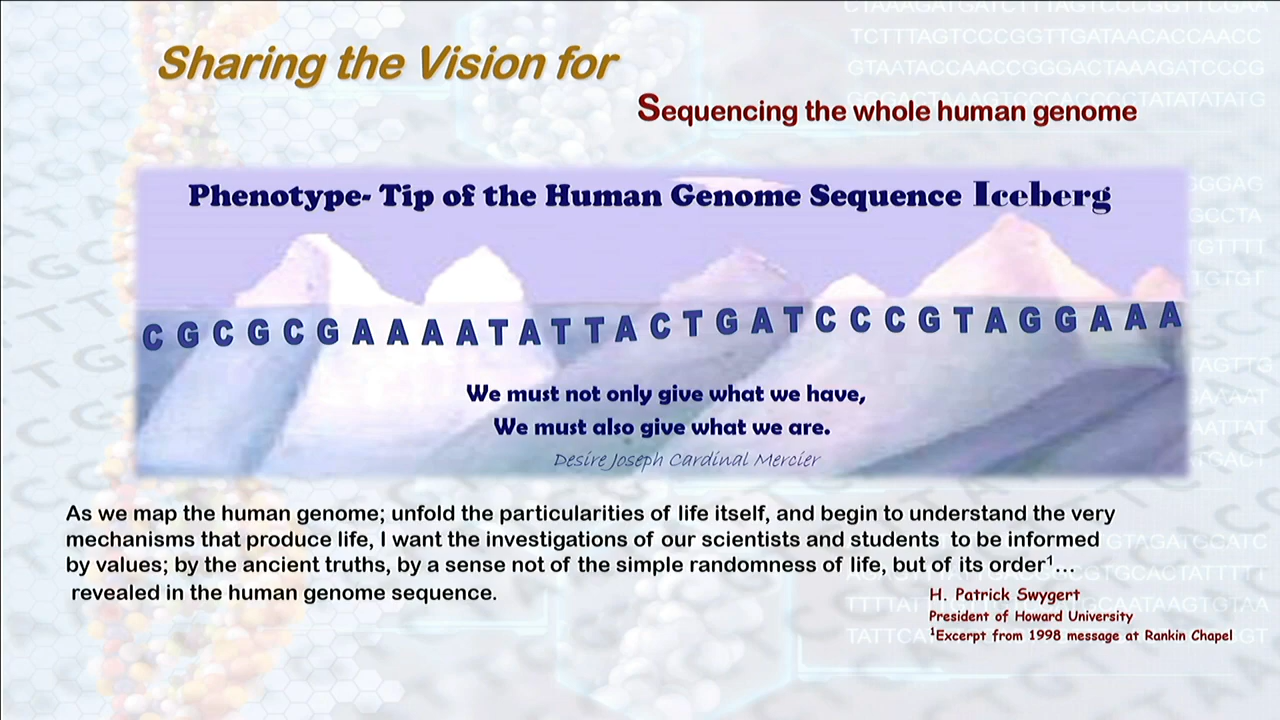 Sharing the Vision for
Sequencing the whole human genome
Phenotype- Tip of the Human Genome Sequence Iceberg
C G C G C G A A A A T A T T A C T G A T C C C G T A G G A A A
We must not only give what we have,
We must also give what we are.
Desire Joseph Cardinal Mercier
As we map the human genome; unfold the particularities of life itself, and begin to understand the very
mechanisms that produce life, I want the investigations of our scientists and students to be informed
by values; by the ancient truths, by a sense not of the simple randomness of life, but of its order¹...
revealed in the human genome sequence.
H. Patrick Swygert
President of Howard University
¹Excerpt from 1998 message at Rankin Chapel
TCTTTAGTCCCGGTTGATAACACCAACC
GTAATACCAACCGGGACTAAAGATCCCG